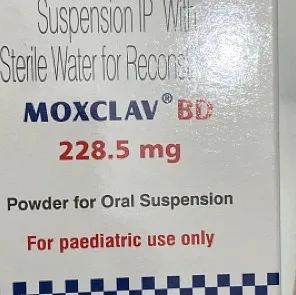 Suspension IP With
Sterile Water for Recons
MOXCLAV® BD
228.5 mg
Powder for Oral Suspension
For paediatric use only